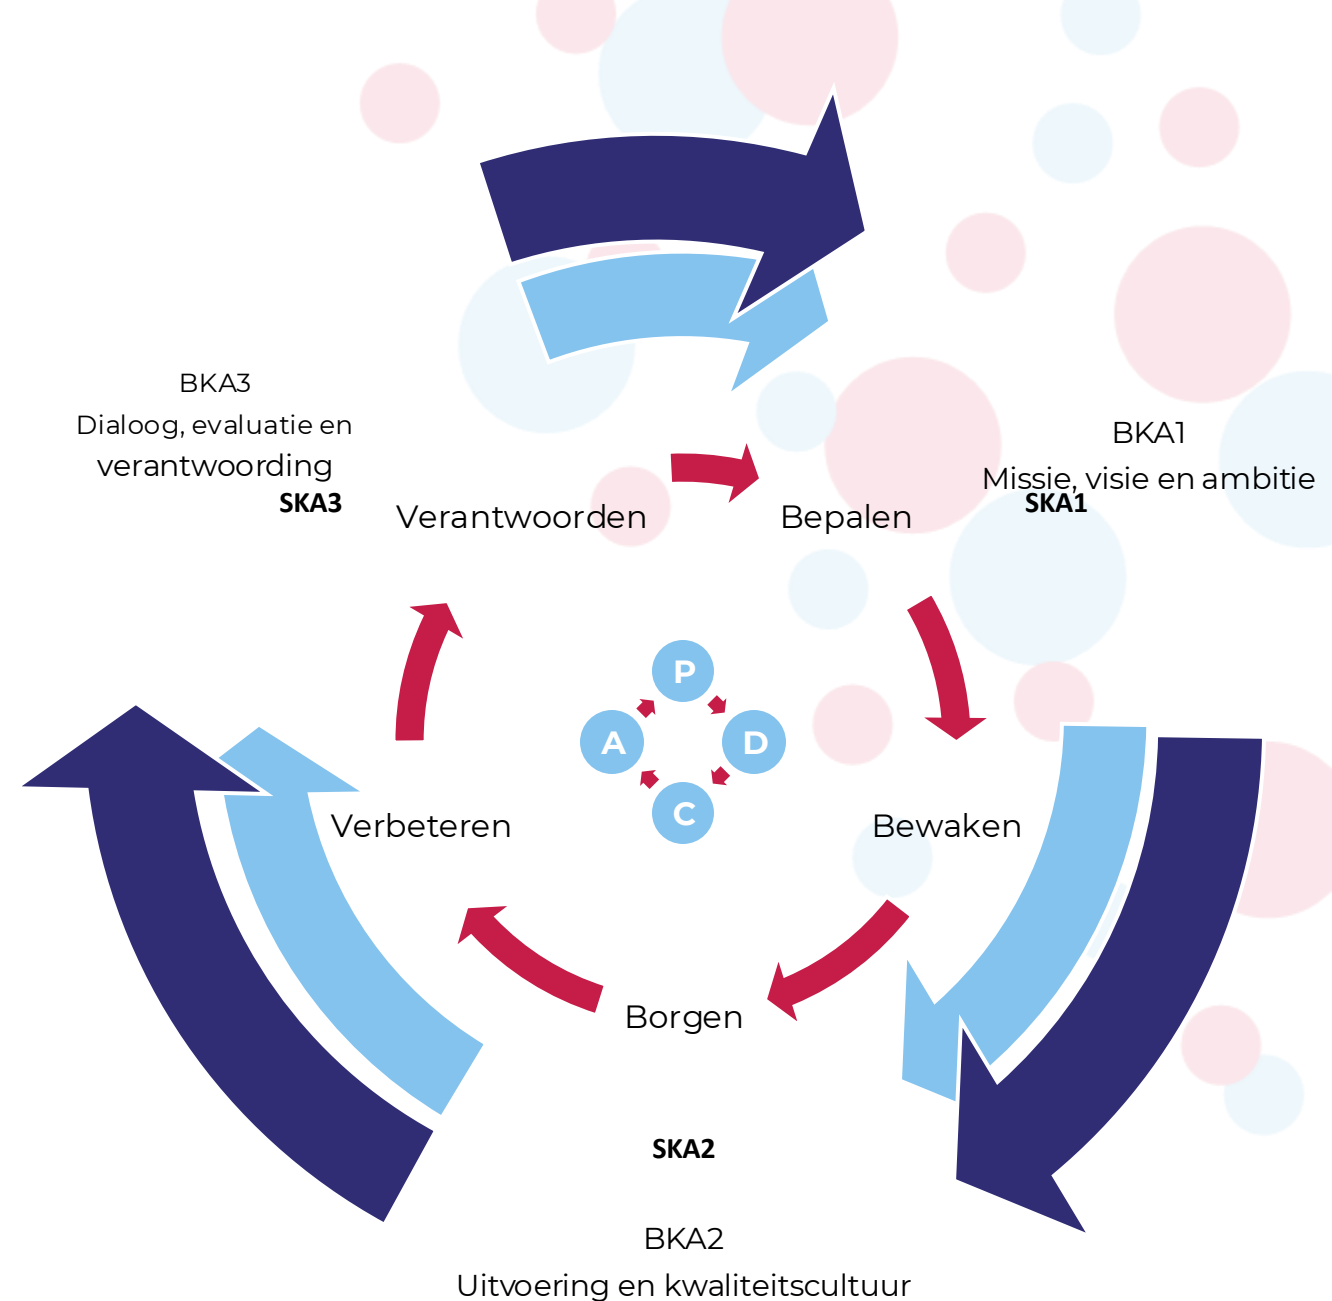 BKA3
Dialoog, evaluatie en
verantwoording
SKA3
BKA1
Missie, visie en ambitie
SKA1
Verantwoorden
Bepalen
P
A
D
C
Verbeteren
Bewaken
Borgen
SKA2
BKA2
Uitvoering en kwaliteitscultuur